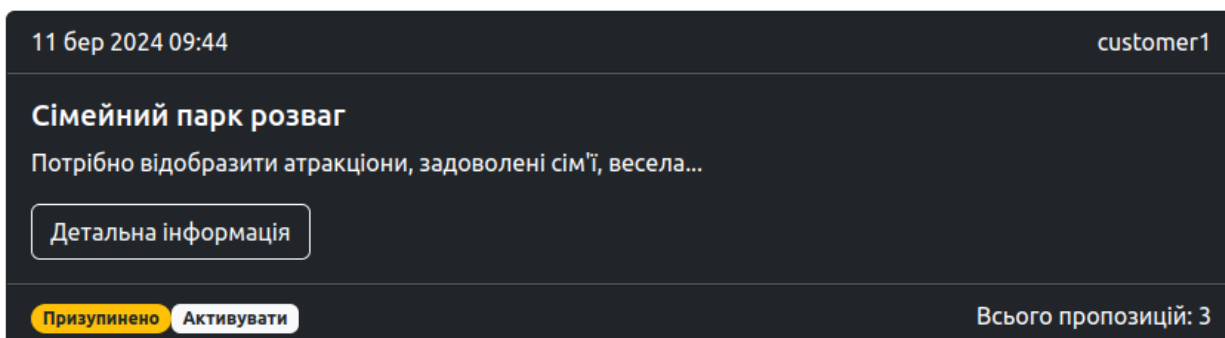 11 бер 2024 09:44 customer1
Сімейний парк розваг
Потрібно відобразити атракціони, задоволені сім'ї, весела...
Детальна інформація
Призупинено Активувати Всього пропозицій: 3